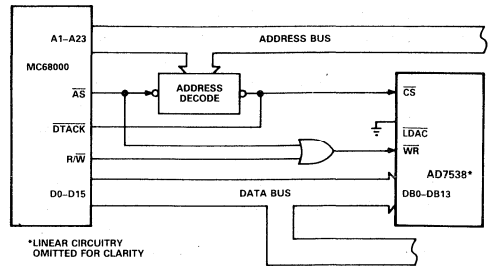 A1–A23
ADDRESS BUS
MC68000
ADDRESS
DECODE
AS
CS
DTACK
LDAC
R/W
WR
AD7538*
D0–D15
DATA BUS
DB0–DB13
*LINEAR CIRCUITRY
OMITTED FOR CLARITY